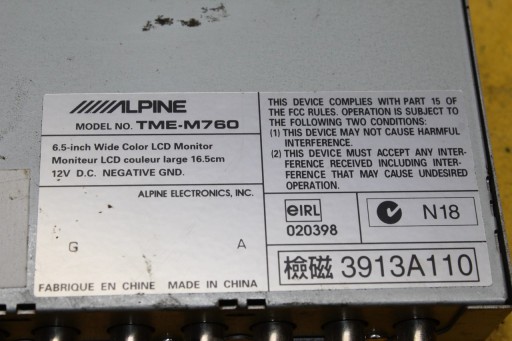 ALPINE
MODEL NO. TME-M760
6.5-inch Wide Color LCD Monitor
Moniteur LCD couleur large 16.5cm
12V D.C. NEGATIVE GND.
ALPINE ELECTRONICS, INC.
G A
FABRIQUE EN CHINE MADE IN CHINA
THIS DEVICE COMPLIES WITH PART 15 OF
THE FCC RULES. OPERATION IS SUBJECT TO
THE FOLLOWING TWO CONDITIONS:
(1) THIS DEVICE MAY NOT CAUSE HARMFUL
INTERFERENCE.
(2) THIS DEVICE MUST ACCEPT ANY INTER-
FERENCE RECEIVED INCLUDING INTER-
FERENCE THAT MAY CAUSE UNDESIRED
OPERATION.
eIRL
020398
N18
檢磁 3913A110